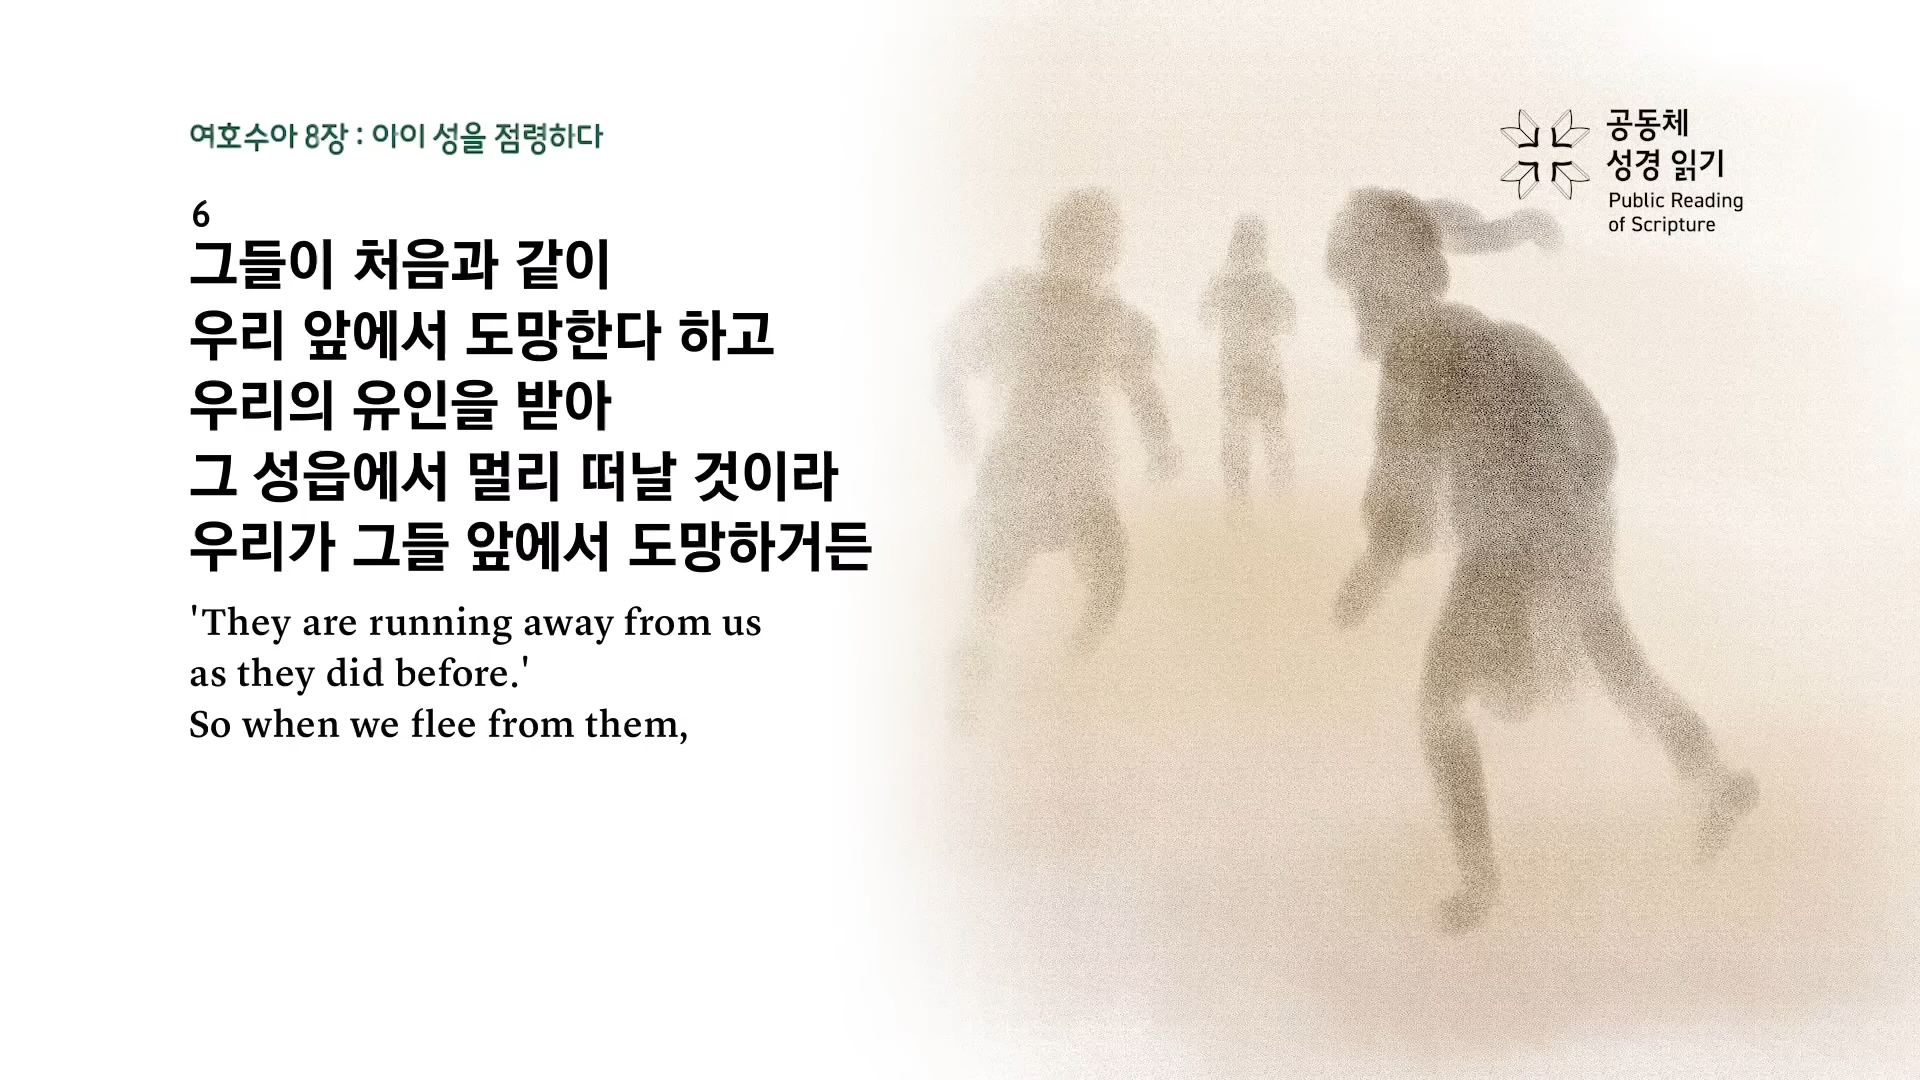 여호수아 8장 : 아이 성을 점령하다
6
그들이 처음과 같이
우리 앞에서 도망한다 하고
우리의 유인을 받아
그 성읍에서 멀리 떠날 것이라
우리가 그들 앞에서 도망하거든
'They are running away from us
as they did before.'
So when we flee from them,
공동체
성경 읽기
Public Reading
of Scripture